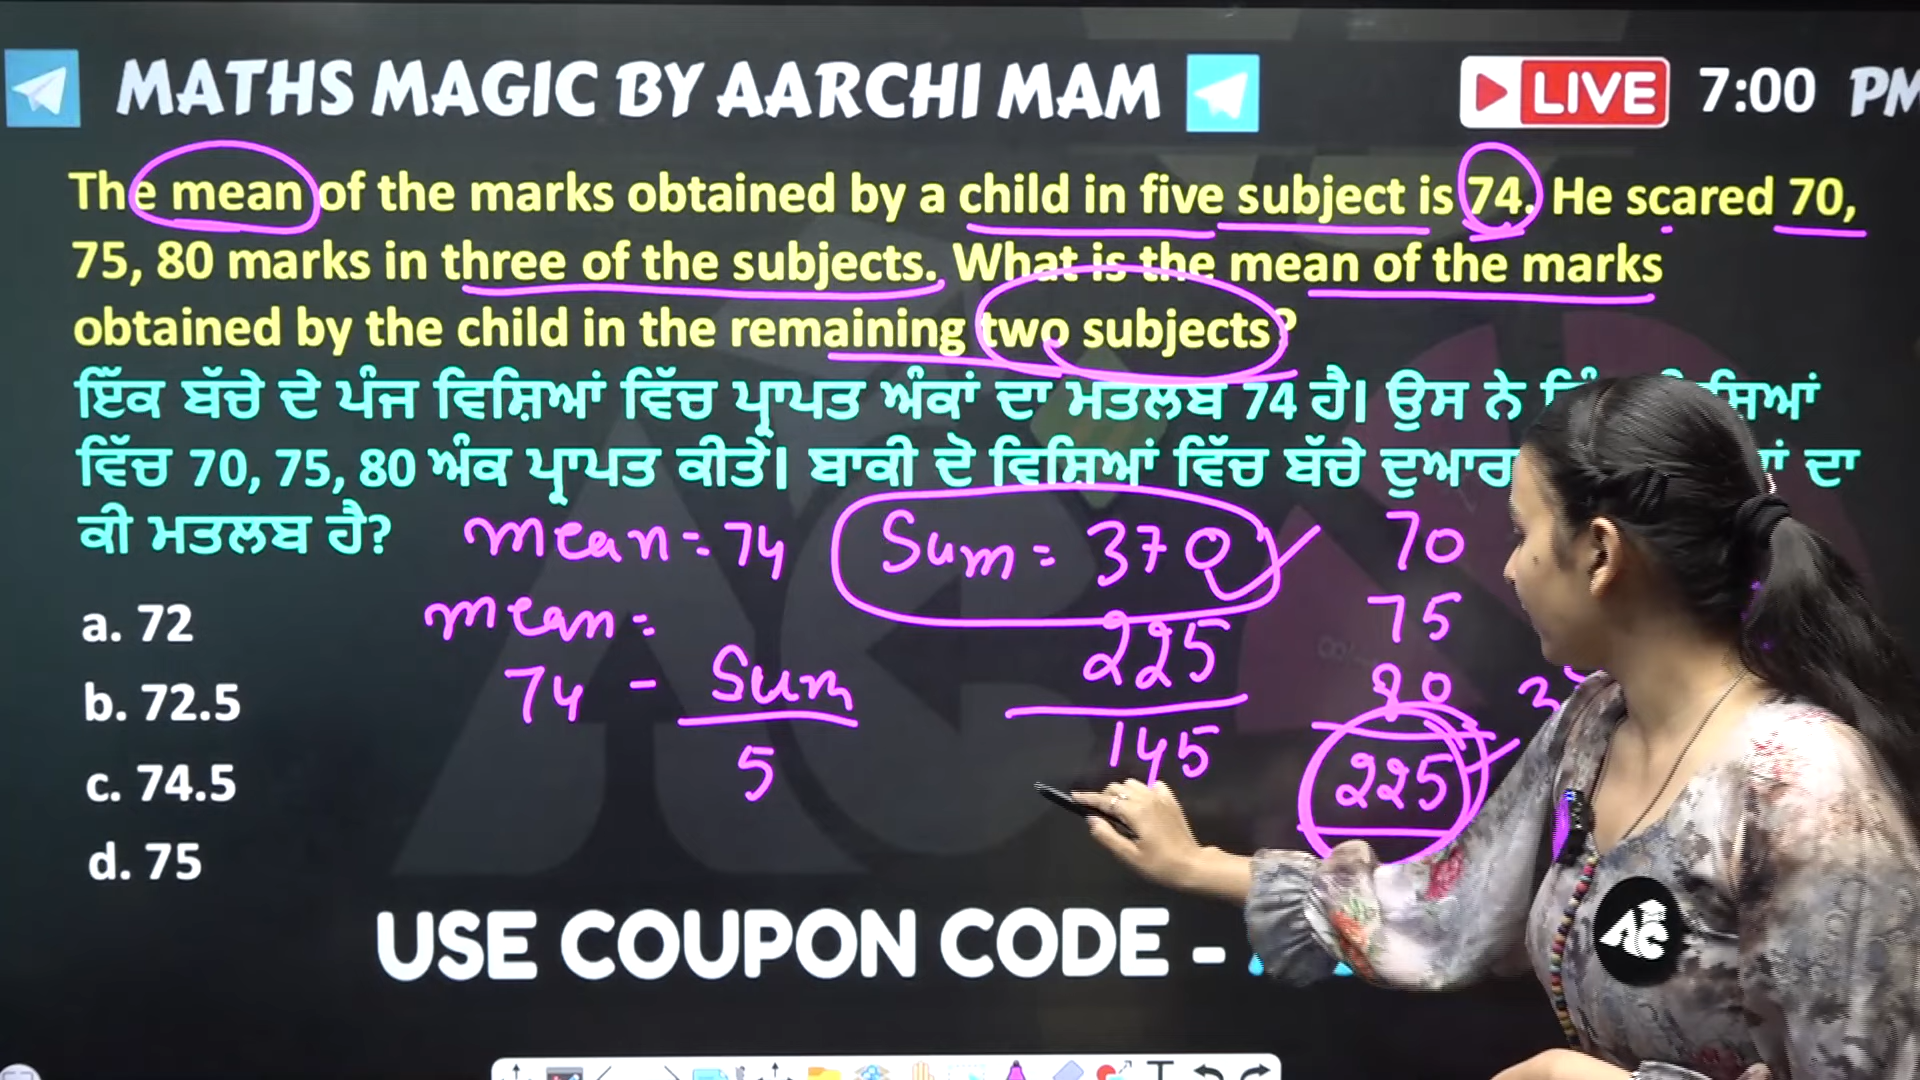 MATHS MAGIC BY AARCHI MAM
LIVE 7:00 PM
The mean of the marks obtained by a child in five subject is 74. He scared 70,
75, 80 marks in three of the subjects. What is the mean of the marks
obtained by the child in the remaining two subjects?
ਇੱਕ ਬੱਚੇ ਦੇ ਪੰਜ ਵਿਸ਼ਿਆਂ ਵਿੱਚ ਪ੍ਰਾਪਤ ਅੰਕਾਂ ਦਾ ਮਤਲਬ 74 ਹੈ। ਉਸ ਨੇ
ਵਿੱਚ 70, 75, 80 ਅੰਕ ਪ੍ਰਾਪਤ ਕੀਤੇ। ਬਾਕੀ ਦੋ ਵਿਸ਼ਿਆਂ ਵਿੱਚ ਬੱਚੇ ਦਾ
ਕੀ ਮਤਲਬ ਹੈ?
mean = 74
Sum = 370
70
mean =
225
75
74 - Sum
80
5
145
225
a. 72
b. 72.5
c. 74.5
d. 75
USE COUPON CODE -
AC